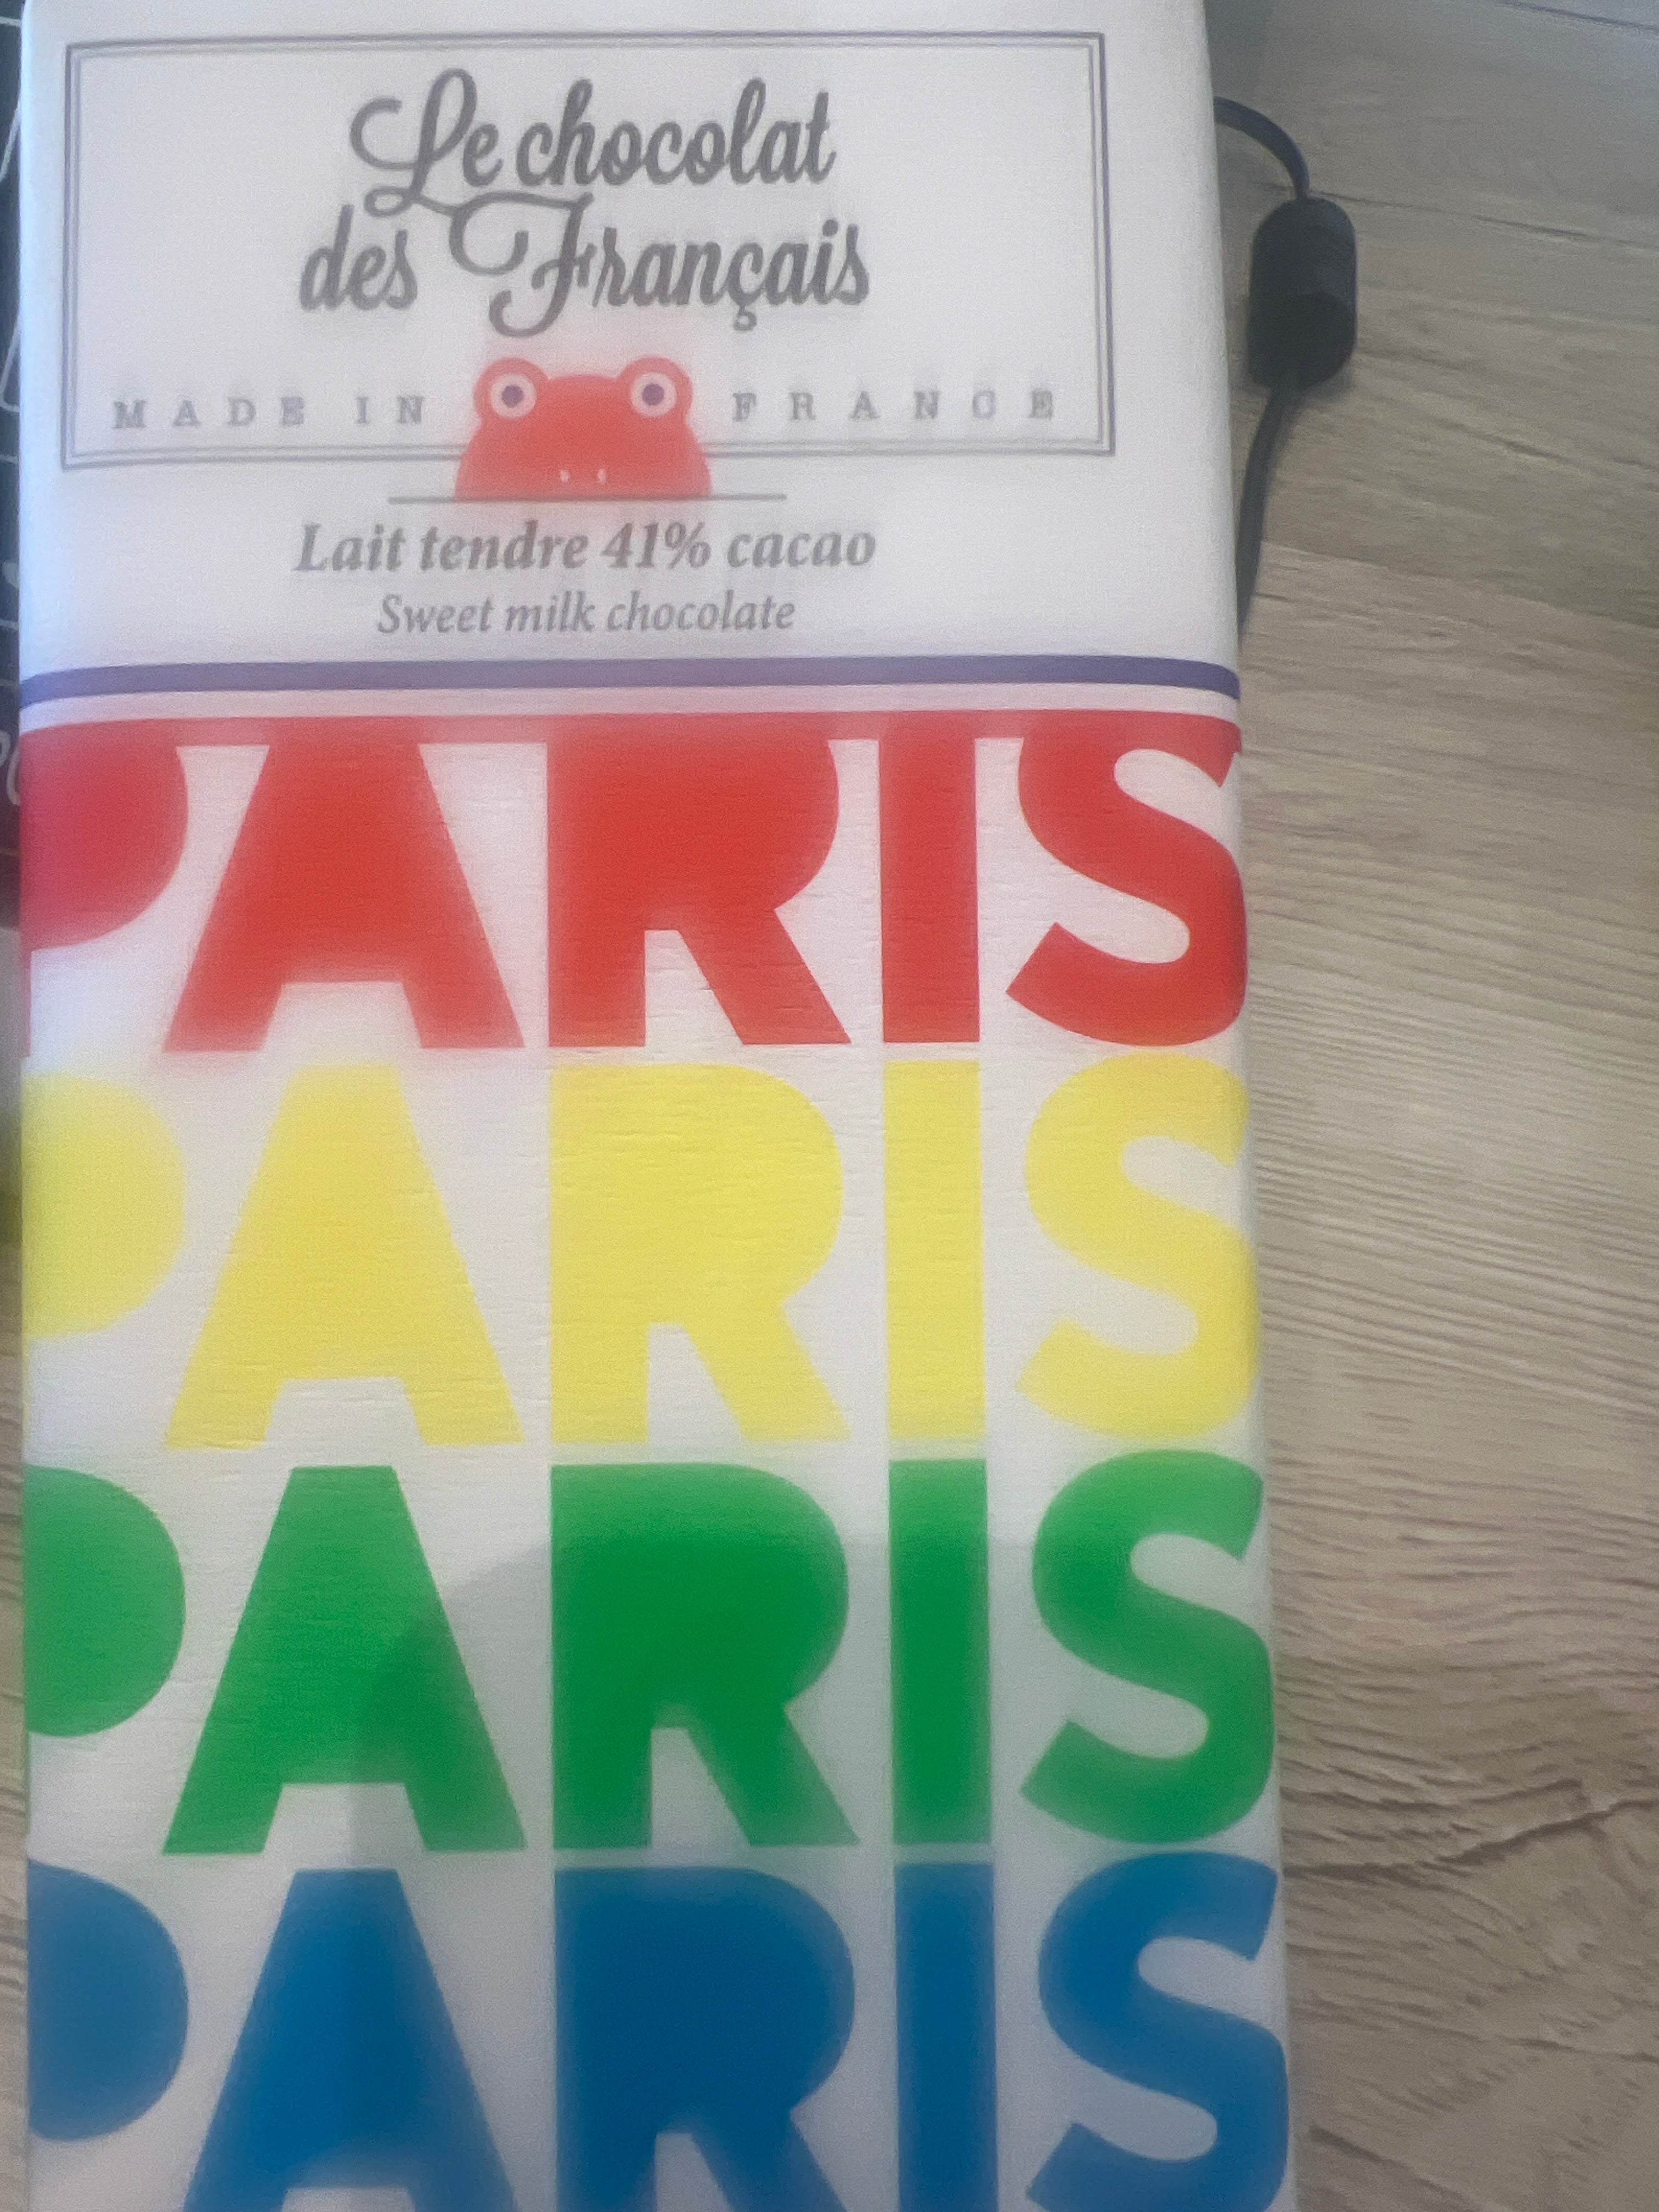 Le chocolat
des Français
MADE IN FRANCE
Lait tendre 41% cacao
Sweet milk chocolate
PARIS
PARIS
PARIS
PARIS